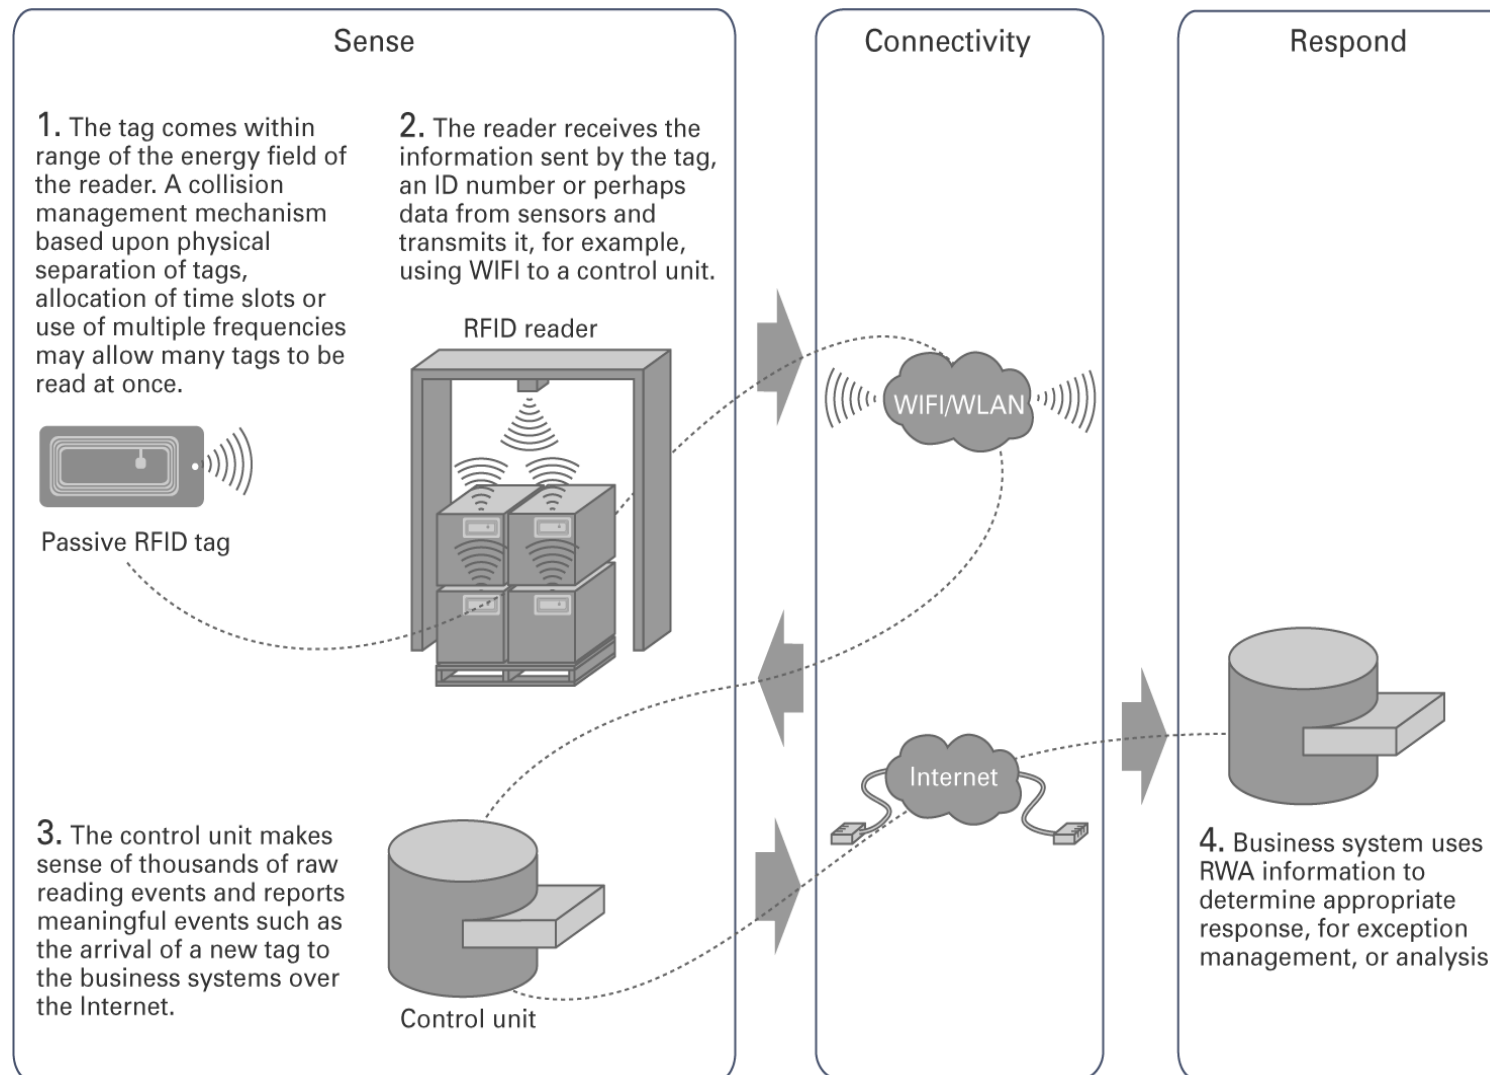 Sense
1. The tag comes within
range of the energy field of
the reader. A collision
management mechanism
based upon physical
separation of tags,
allocation of time slots or
use of multiple frequencies
may allow many tags to be
read at once.
Passive RFID tag
2. The reader receives the
information sent by the tag,
an ID number or perhaps
data from sensors and
transmits it, for example,
using WIFI to a control unit.
RFID reader
3. The control unit makes
sense of thousands of raw
reading events and reports
meaningful events such as
the arrival of a new tag to
the business systems over
the Internet.
Control unit
Connectivity
WIFI/WLAN
Internet
Respond
4. Business system uses
RWA information to
determine appropriate
response, for exception
management, or analysis